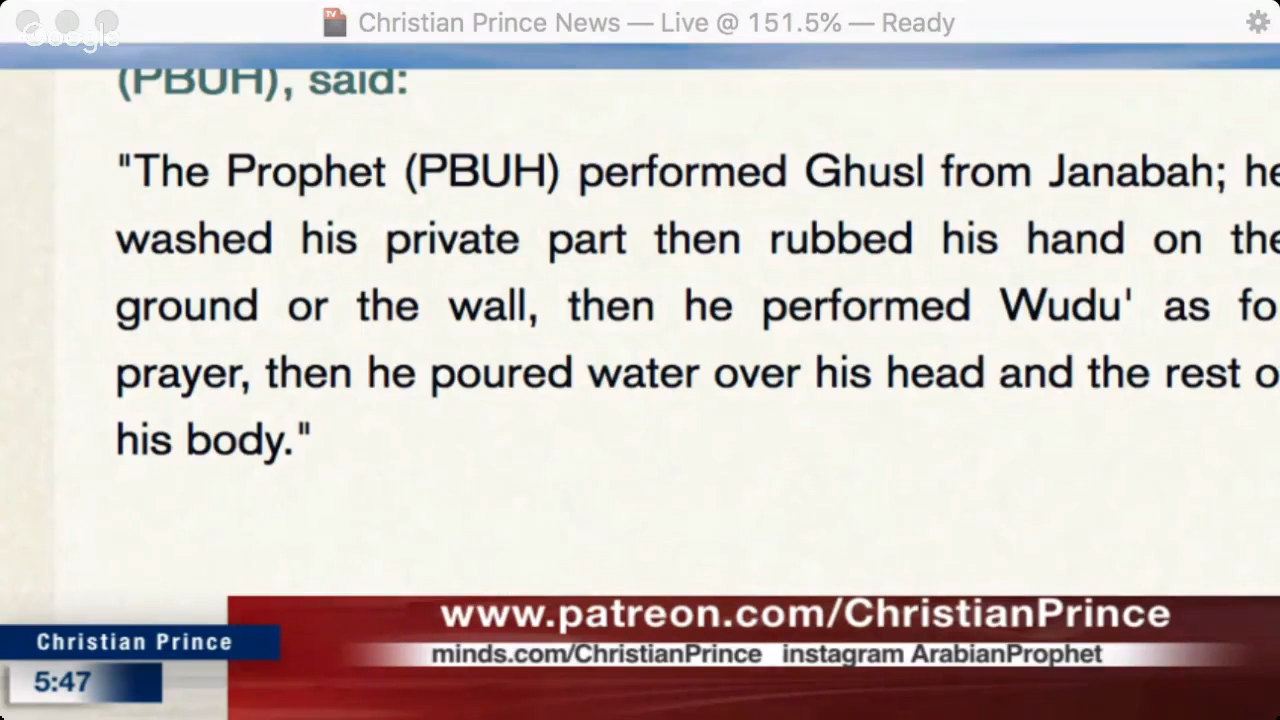 Christian Prince News — Live @ 151.5% — Ready
Google
(PBUH), said:
"The Prophet (PBUH) performed Ghusl from Janabah; he
washed his private part then rubbed his hand on the
ground or the wall, then he performed Wudu' as fo
prayer, then he poured water over his head and the rest o
his body."
www.patreon.com/ChristianPrince
Christian Prince
minds.com/ChristianPrince instagram ArabianProphet
5:47